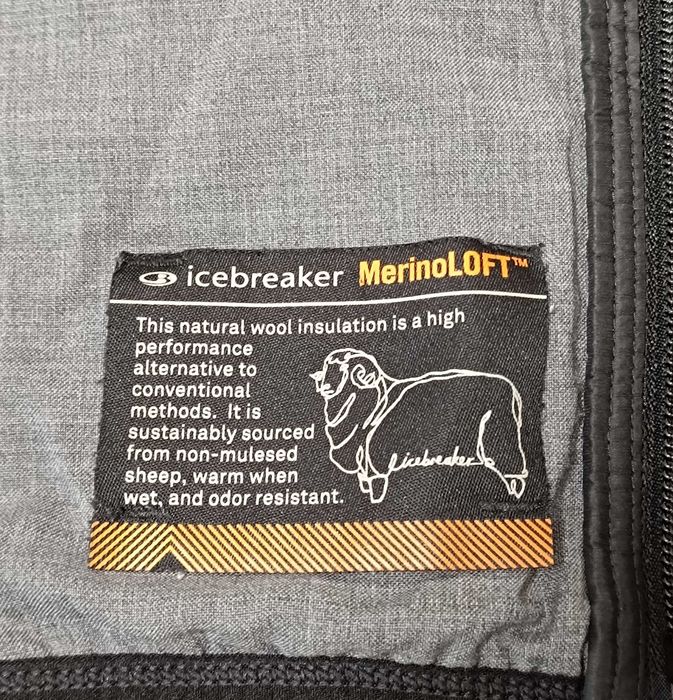 icebreaker MerinoLOFT™
This natural wool insulation is a high
performance
alternative to
conventional
methods. It is
sustainably sourced
from non-mulesed
sheep, warm when
wet, and odor resistant.
icebreaker